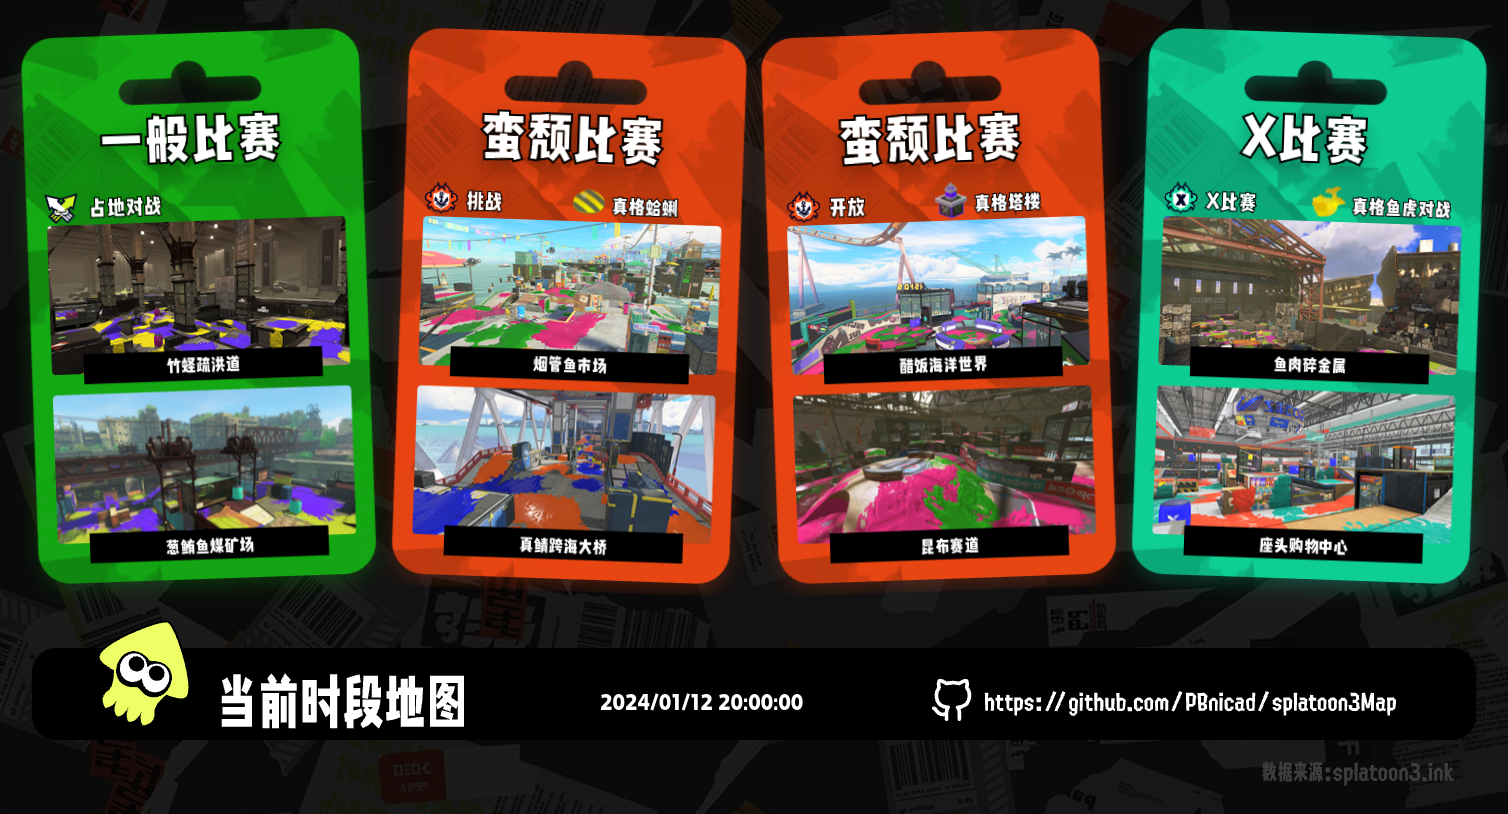 一般比赛
占地对战
竹蛏疏洪道
葱鲔鱼煤矿场
蛮颓比赛
挑战
真格蛤蜊
烟管鱼市场
真鲭跨海大桥
蛮颓比赛
开放
真格塔楼
醋饭海洋世界
昆布赛道
X比赛
X比赛
真格鱼虎对战
鱼肉碎金属
座头购物中心
当前时段地图
2024/01/12 20:00:00
https://github.com/PBnicad/splatoon3Map
数据来源:splatoon3.ink